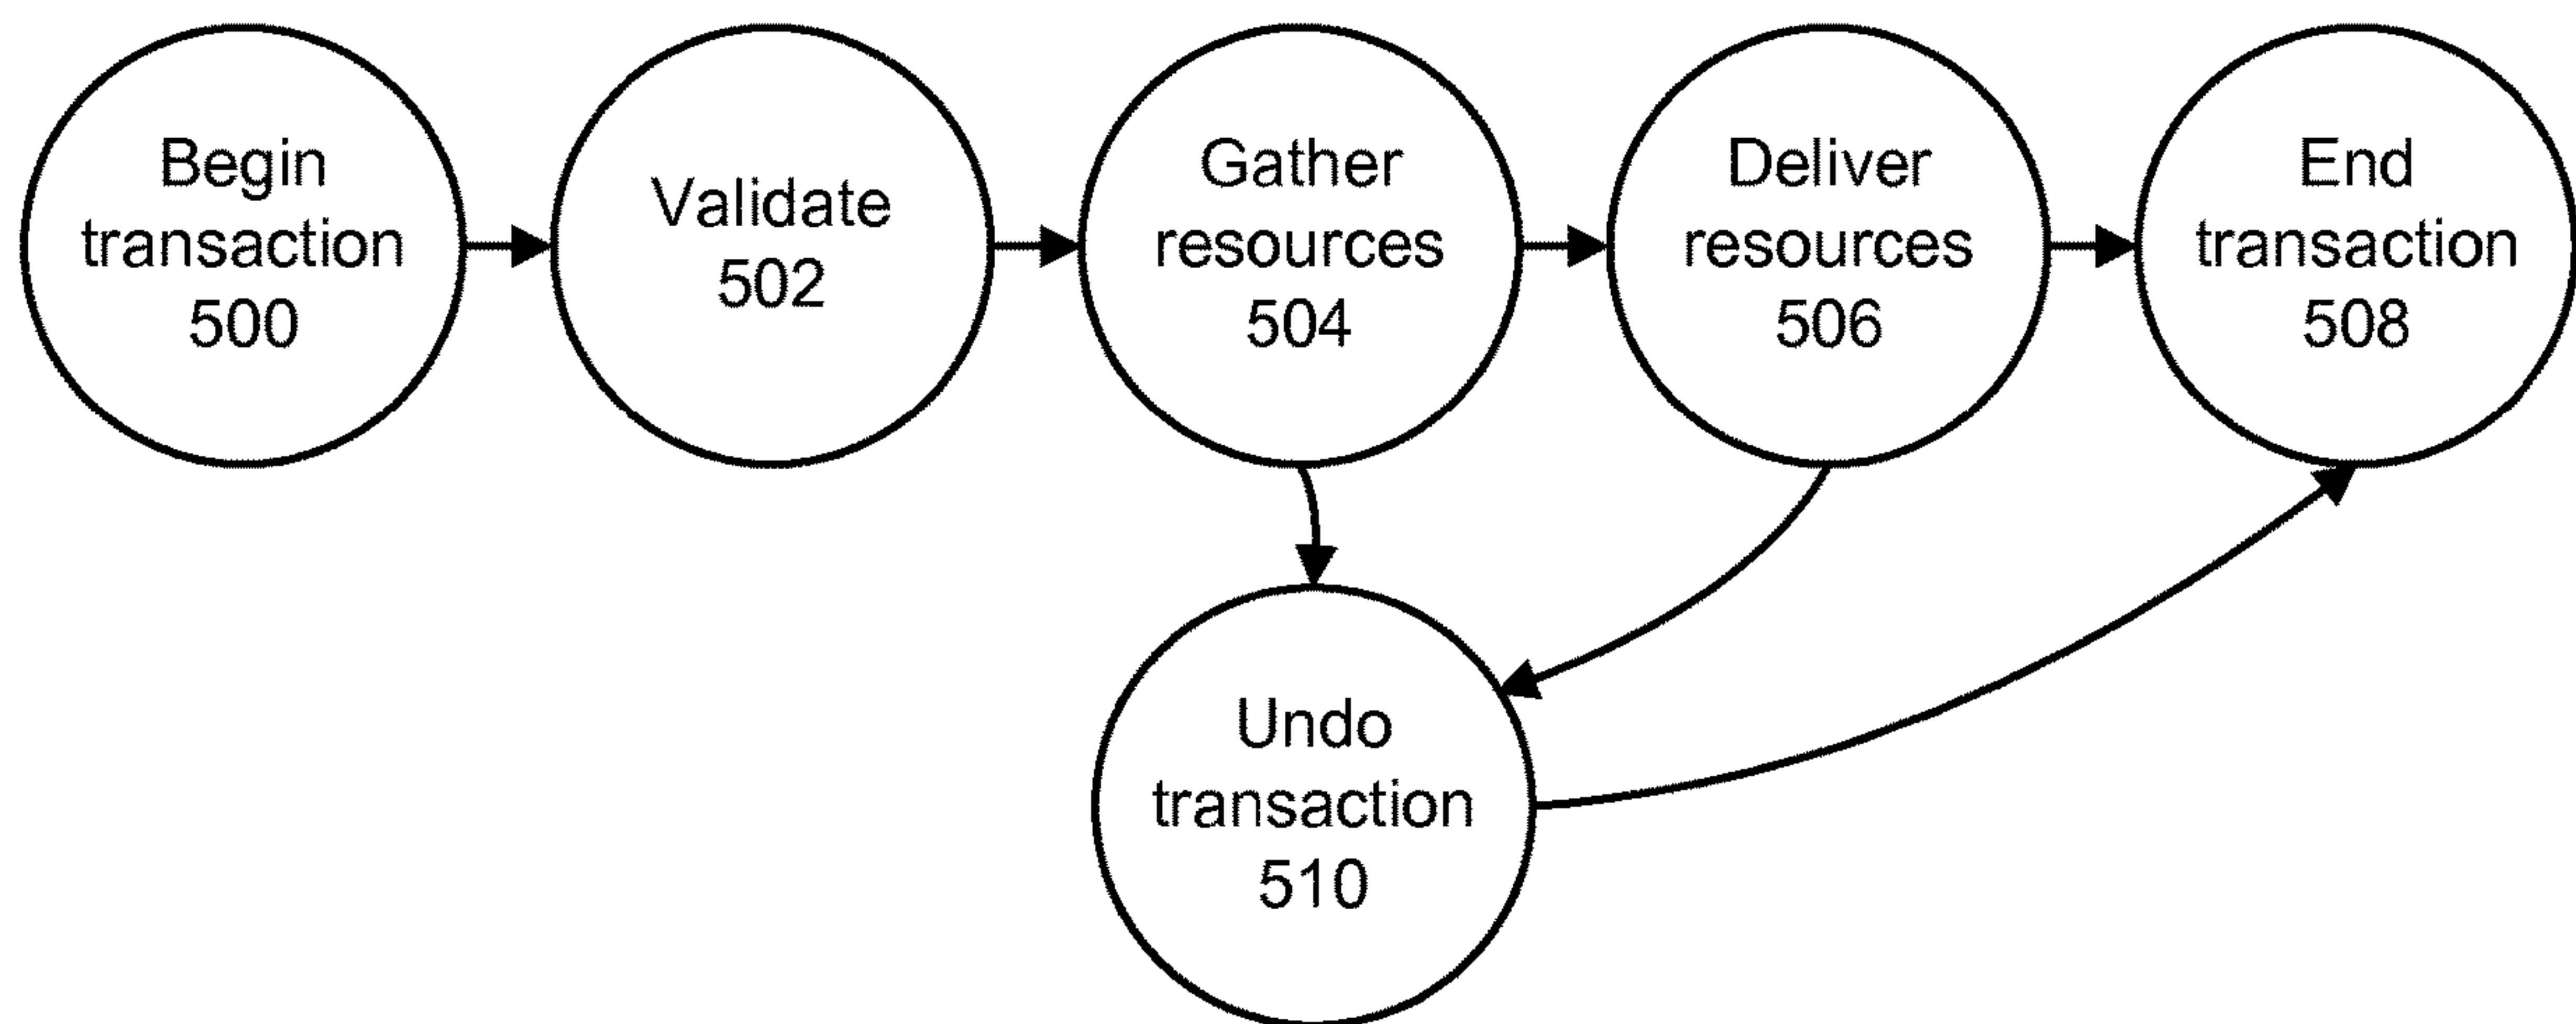 Begin
transaction
500
Validate
502
Gather
resources
504
Deliver
resources
506
End
transaction
508
Undo
transaction
510